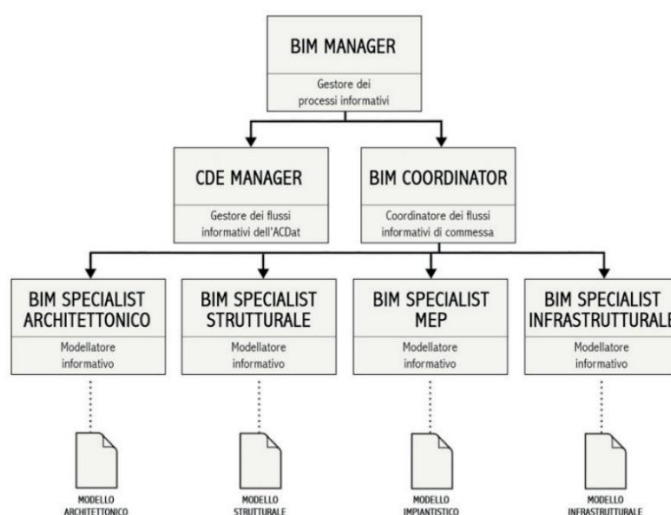 BIM MANAGER
Gestore dei
processi informativi
CDE MANAGER
Gestore dei flussi
informativi dell'ACDat
BIM COORDINATOR
Coordinatore dei flussi
informativi di commessa
BIM SPECIALIST
ARCHITETTONICO
Modellatore
informativo
BIM SPECIALIST
STRUTTURALE
Modellatore
informativo
BIM SPECIALIST
MEP
Modellatore
informativo
BIM SPECIALIST
INFRASTRUTTURALE
Modellatore
informativo
MODELLO
ARCHITETTONICO
MODELLO
STRUTTURALE
MODELLO
IMPIANTISTICO
MODELLO
INFRASTRUTTURALE